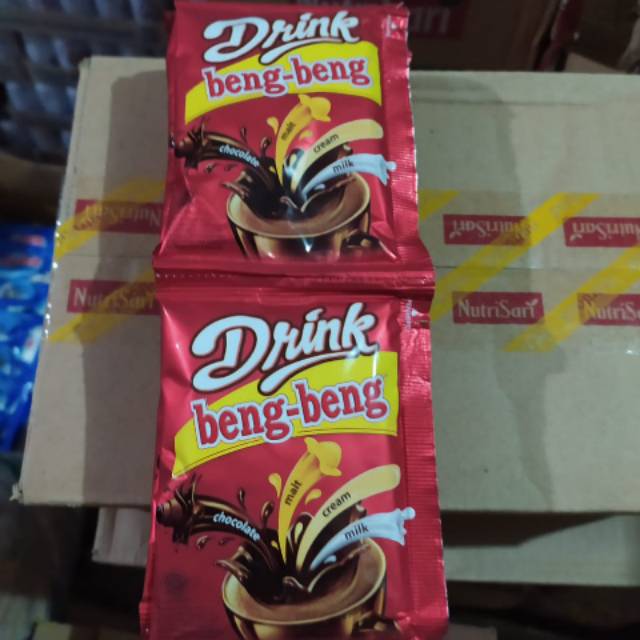 Drink
beng-beng
malt
chocolate
cream
milk
NutriSari
NutriSari
NutriSari
Drink
beng-beng
NutriSari
NutriSari
NutriSari
malt
cream
chocolate
milk